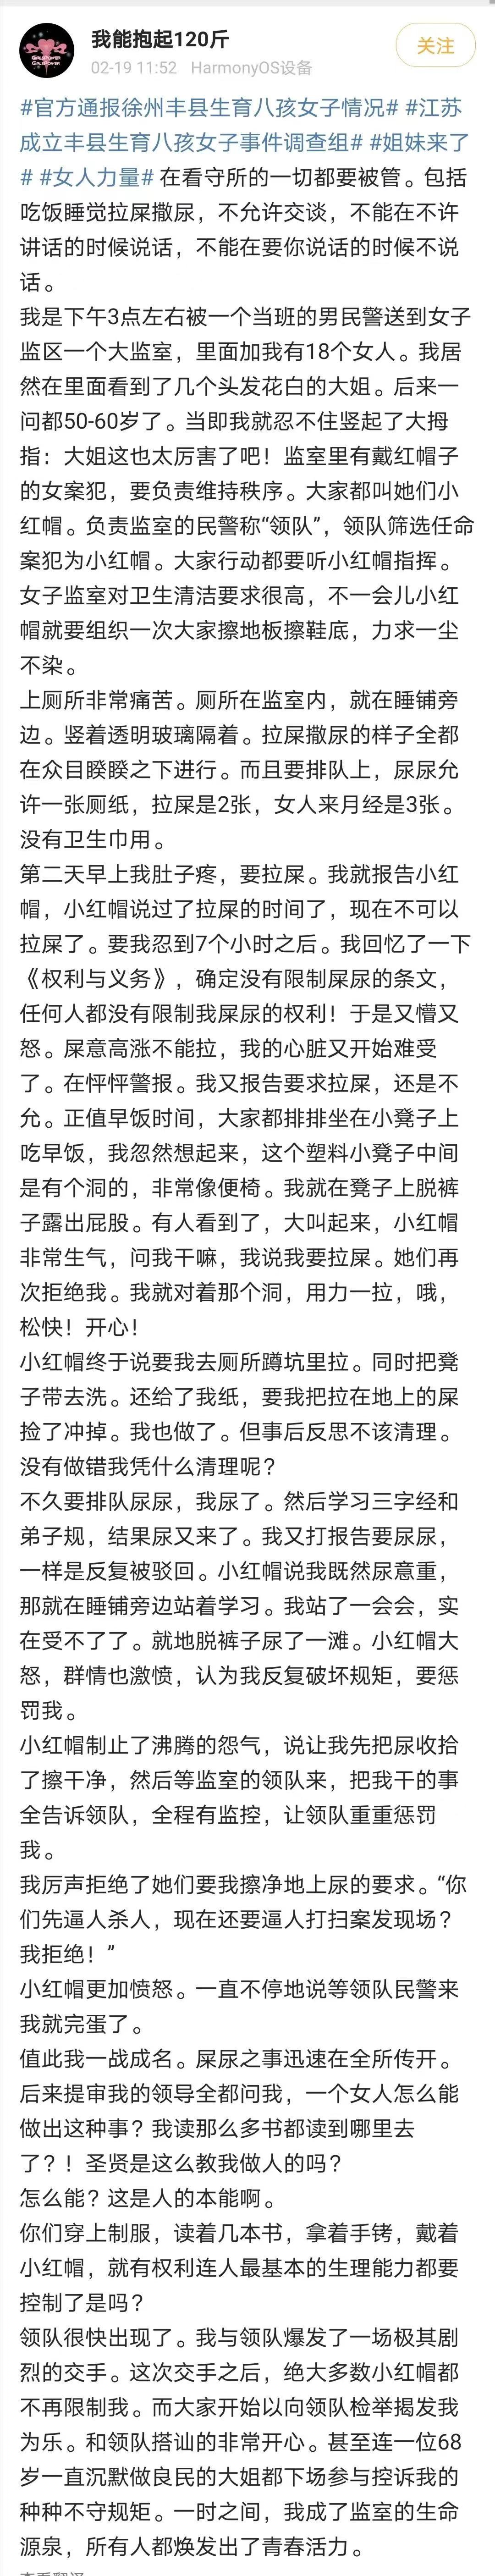 我能抱起120斤
关注
02-19 11:52 HarmonyOS设备
#官方通报徐州丰县生育八孩女子情况# #江苏
成立丰县生育八孩女子事件调查组# #姐妹来了
# #女人力量# 在看守所的一切都要被管。包括
吃饭睡觉拉屎撒尿，不允许交谈，不能在不许
讲话的时候说话，不能在要你说话的时候不说
话。
我是下午3点左右被一个当班的男民警送到女子
监区一个大监室，里面加我有18个女人。我居
然在里面看到了几个头发花白的大姐。后来一
问都50-60岁了。当即我就忍不住竖起了大拇
指：大姐这也太厉害了吧！监室里有戴红帽子
的女案犯，要负责维持秩序。大家都叫她们小
红帽。负责监室的民警称“领队”，领队筛选任命
案犯为小红帽。大家行动都要听小红帽指挥。
女子监室对卫生清洁要求很高，不一会儿小红
帽就要组织一次大家擦地板擦鞋底，力求一尘
不染。
上厕所非常痛苦。厕所在监室内，就在睡铺旁
边。竖着透明玻璃隔着。拉屎撒尿的样子全都
在众目睽睽之下进行。而且要排队上，尿尿允
许一张厕纸，拉屎是2张，女人来月经是3张。
没有卫生巾用。
第二天早上我肚子疼，要拉屎。我就报告小红
帽，小红帽说过了拉屎的时间了，现在不可以
拉屎了。要我忍到7个小时之后。我回忆了一下
《权利与义务》，确定没有限制屎尿的条文，
任何人都没有限制我屎尿的权利！于是又懵又
怒。屎意高涨不能拉，我的心脏又开始难受
了。在怦怦警报。我又报告要求拉屎，还是不
允。正值早饭时间，大家都排排坐在小凳子上
吃早饭，我忽然想起来，这个塑料小凳子中间
是有个洞的，非常像便椅。我就在凳子上脱裤
子露出屁股。有人看到了，大叫起来，小红帽
非常生气，问我干嘛，我说我要拉屎。她们再
次拒绝我。我就对着那个洞，用力一拉，哦，
松快！开心！
小红帽终于说要我去厕所蹲坑里拉。同时把凳
子带去洗。还给了我纸，要我把拉在地上的屎
捡了冲掉。我也做了。但事后反思不该清理。
没有做错我凭什么清理呢？
不久要排队尿尿，我尿了。然后学习三字经和
弟子规，结果尿又来了。我又打报告要尿尿，
一样是反复被驳回。小红帽说我既然尿意重，
那就在睡铺旁边站着学习。我站了一会会，实
在受不了了。就地脱裤子尿了一滩。小红帽大
怒，群情也激愤，认为我反复破坏规矩，要惩
罚我。
小红帽制止了沸腾的怨气，说让我先把尿收拾
了擦干净，然后等监室的领队来，把我干的事
全告诉领队，全程有监控，让领队重重惩罚
我。
我厉声拒绝了她们要我擦净地上尿的要求。“你
们先逼人杀人，现在还要逼人打扫案发现场？
我拒绝！”
小红帽更加愤怒。一直不停地说等领队民警来
我就完蛋了。
值此我一战成名。屎尿之事迅速在全所传开。
后来提审我的领导全都问我，一个女人怎么能
做出这种事？我读那么多书都读到哪里去
了？！圣贤是这么教我做人的吗？
怎么能？这是人的本能啊。
你们穿上制服，读着几本书，拿着手铐，戴着
小红帽，就有权利连人最基本的生理能力都要
控制了是吗？
领队很快出现了。我与领队爆发了一场极其剧
烈的交手。这次交手之后，绝大多数小红帽都
不再限制我。而大家开始以向领队检举揭发我
为乐。和领队搭讪的非常开心。甚至连一位68
岁一直沉默做良民的大姐都下场参与控诉我的
种种不守规矩。一时之间，我成了监室的生命
源泉，所有人都焕发出了青春活力。